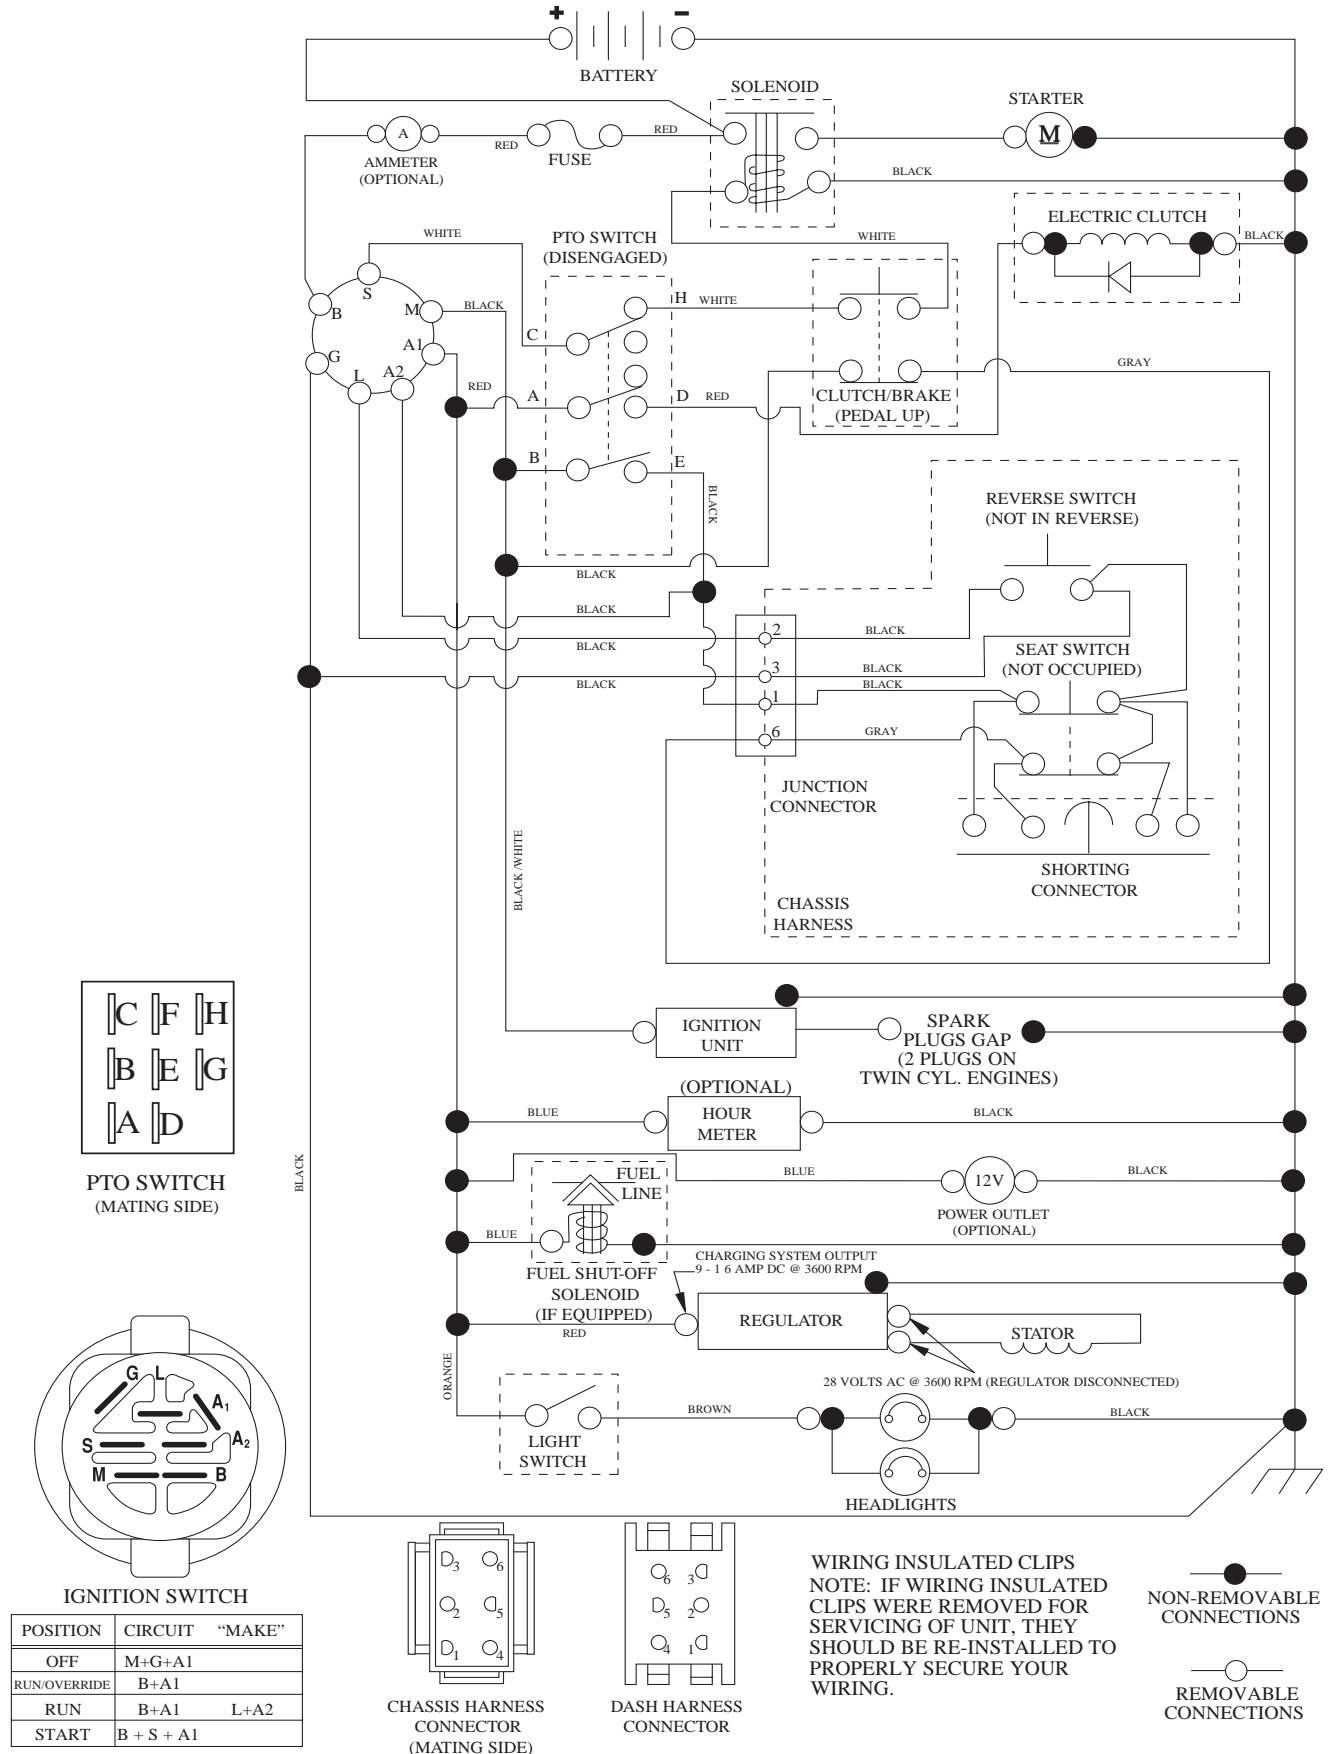 + -
BATTERY
SOLENOID
STARTER
A
RED
FUSE
RED
M
AMMETER
(OPTIONAL)
BLACK
WHITE
PTO SWITCH
(DISENGAGED)
WHITE
ELECTRIC CLUTCH
BLACK
S
B
M
BLACK
H
WHITE
C
G
A1
L
A2
RED
A
D
RED
CLUTCH/BRAKE
(PEDAL UP)
GRAY
B
E
BLACK
REVERSE SWITCH
(NOT IN REVERSE)
BLACK
BLACK
2
BLACK
BLACK
SEAT SWITCH
(NOT OCCUPIED)
3
BLACK
BLACK
BLACK
1
6
GRAY
JUNCTION
CONNECTOR
BLACK /WHITE
SHORTING
CONNECTOR
CHASSIS
HARNESS
C F H
B E G
A D
PTO SWITCH
(MATING SIDE)
IGNITION
UNIT
SPARK
PLUGS GAP
(2 PLUGS ON
TWIN CYL. ENGINES)
(OPTIONAL)
BLUE
HOUR
METER
BLACK
BLACK
FUEL
LINE
BLUE
12V
BLACK
POWER OUTLET
(OPTIONAL)
BLUE
FUEL SHUT-OFF
SOLENOID
(IF EQUIPPED)
CHARGING SYSTEM OUTPUT
9 - 1 6 AMP DC @ 3600 RPM
RED
REGULATOR
STATOR
28 VOLTS AC @ 3600 RPM (REGULATOR DISCONNECTED)
ORANGE
BROWN
BLACK
LIGHT
SWITCH
HEADLIGHTS
G L
A1
S
A2
M B
IGNITION SWITCH
POSITION CIRCUIT “MAKE”
OFF M+G+A1
RUN/OVERRIDE B+A1
RUN B+A1 L+A2
START B + S + A1
3 6
2 5
1 4
CHASSIS HARNESS
CONNECTOR
(MATING SIDE)
6 3
5 2
4 1
DASH HARNESS
CONNECTOR
WIRING INSULATED CLIPS
NOTE: IF WIRING INSULATED
CLIPS WERE REMOVED FOR
SERVICING OF UNIT, THEY
SHOULD BE RE-INSTALLED TO
PROPERLY SECURE YOUR
WIRING.
NON-REMOVABLE
CONNECTIONS
REMOVABLE
CONNECTIONS